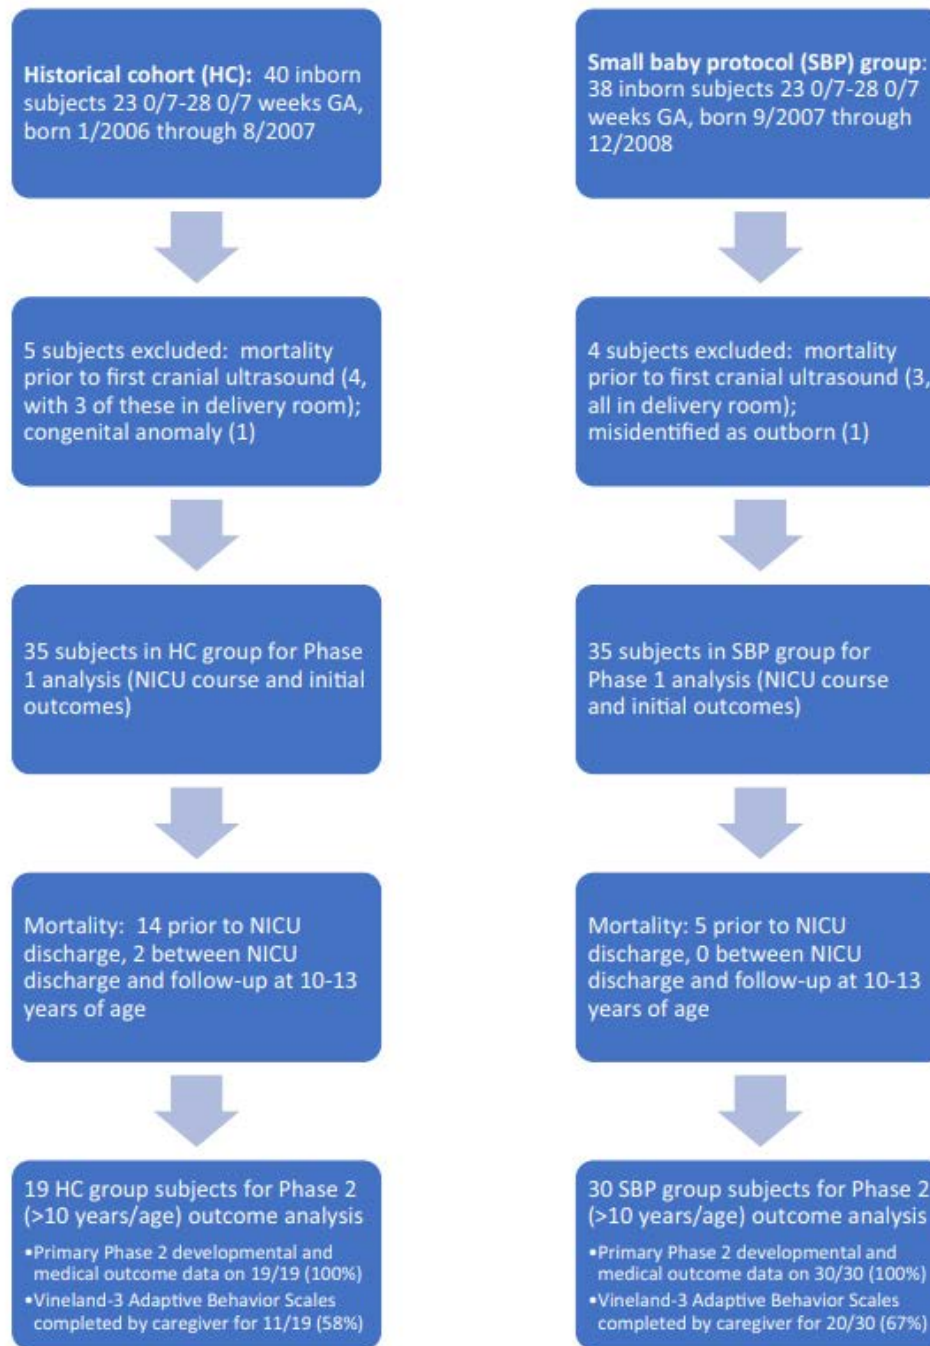 Historical cohort (HC):  40 inborn
subjects 23 0/7-28 0/7 weeks GA,
born 1/2006 through 8/2007
5 subjects excluded:  mortality
prior to first cranial ultrasound (4,
with 3 of these in delivery room);
congenital anomaly (1)
35 subjects in HC group for Phase
1 analysis (NICU course and initial
outcomes)
Mortality:  14 prior to NICU
discharge, 2 between NICU
discharge and follow-up at 10-13
years of age
19 HC group subjects for Phase 2
(>10 years/age) outcome analysis
•Primary Phase 2 developmental and
medical outcome data on 19/19 (100%)
•Vineland-3 Adaptive Behavior Scales
completed by caregiver for 11/19 (58%)
Small baby protocol (SBP) group:
38 inborn subjects 23 0/7-28 0/7
weeks GA, born 9/2007 through
12/2008
4 subjects excluded:  mortality
prior to first cranial ultrasound (3,
all in delivery room);
misidentified as outborn (1)
35 subjects in SBP group for
Phase 1 analysis (NICU course
and initial outcomes)
Mortality: 5 prior to NICU
discharge, 0 between NICU
discharge and follow-up at 10-13
years of age
30 SBP group subjects for Phase 2
(>10 years/age) outcome analysis
•Primary Phase 2 developmental and
medical outcome data on 30/30 (100%)
•Vineland-3 Adaptive Behavior Scales
completed by caregiver for 20/30 (67%)